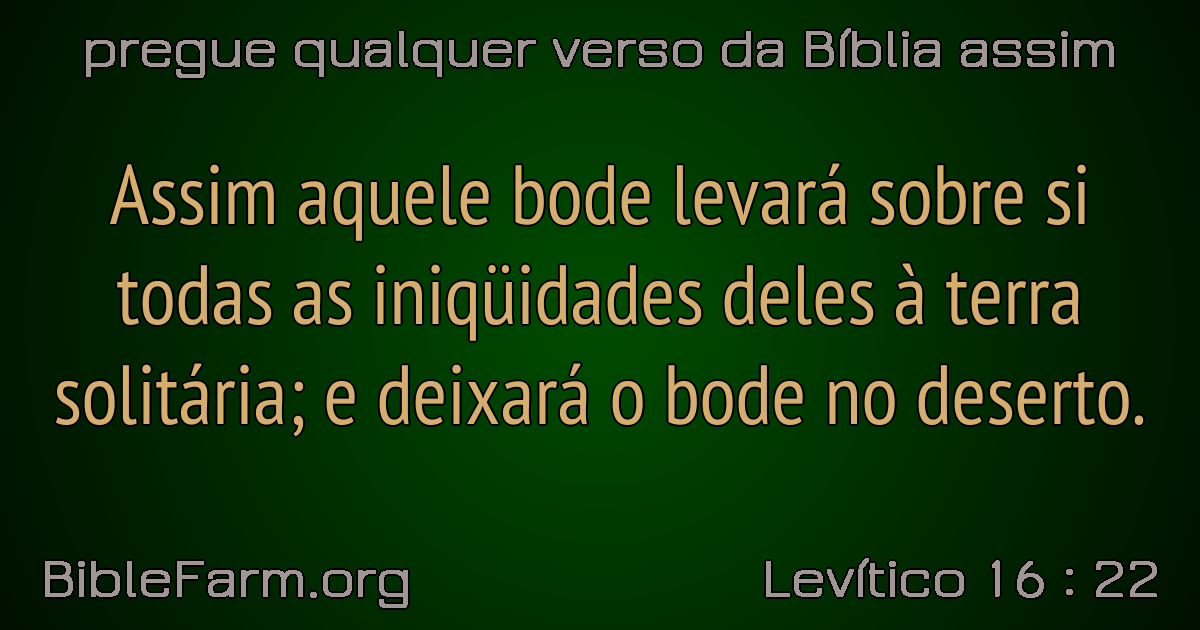 pregue qualquer verso da Bíblia assim
Assim aquele bode levará sobre si
todas as iniqüidades deles à terra
solitária; e deixará o bode no deserto.
BibleFarm.org
Levítico 16 : 22